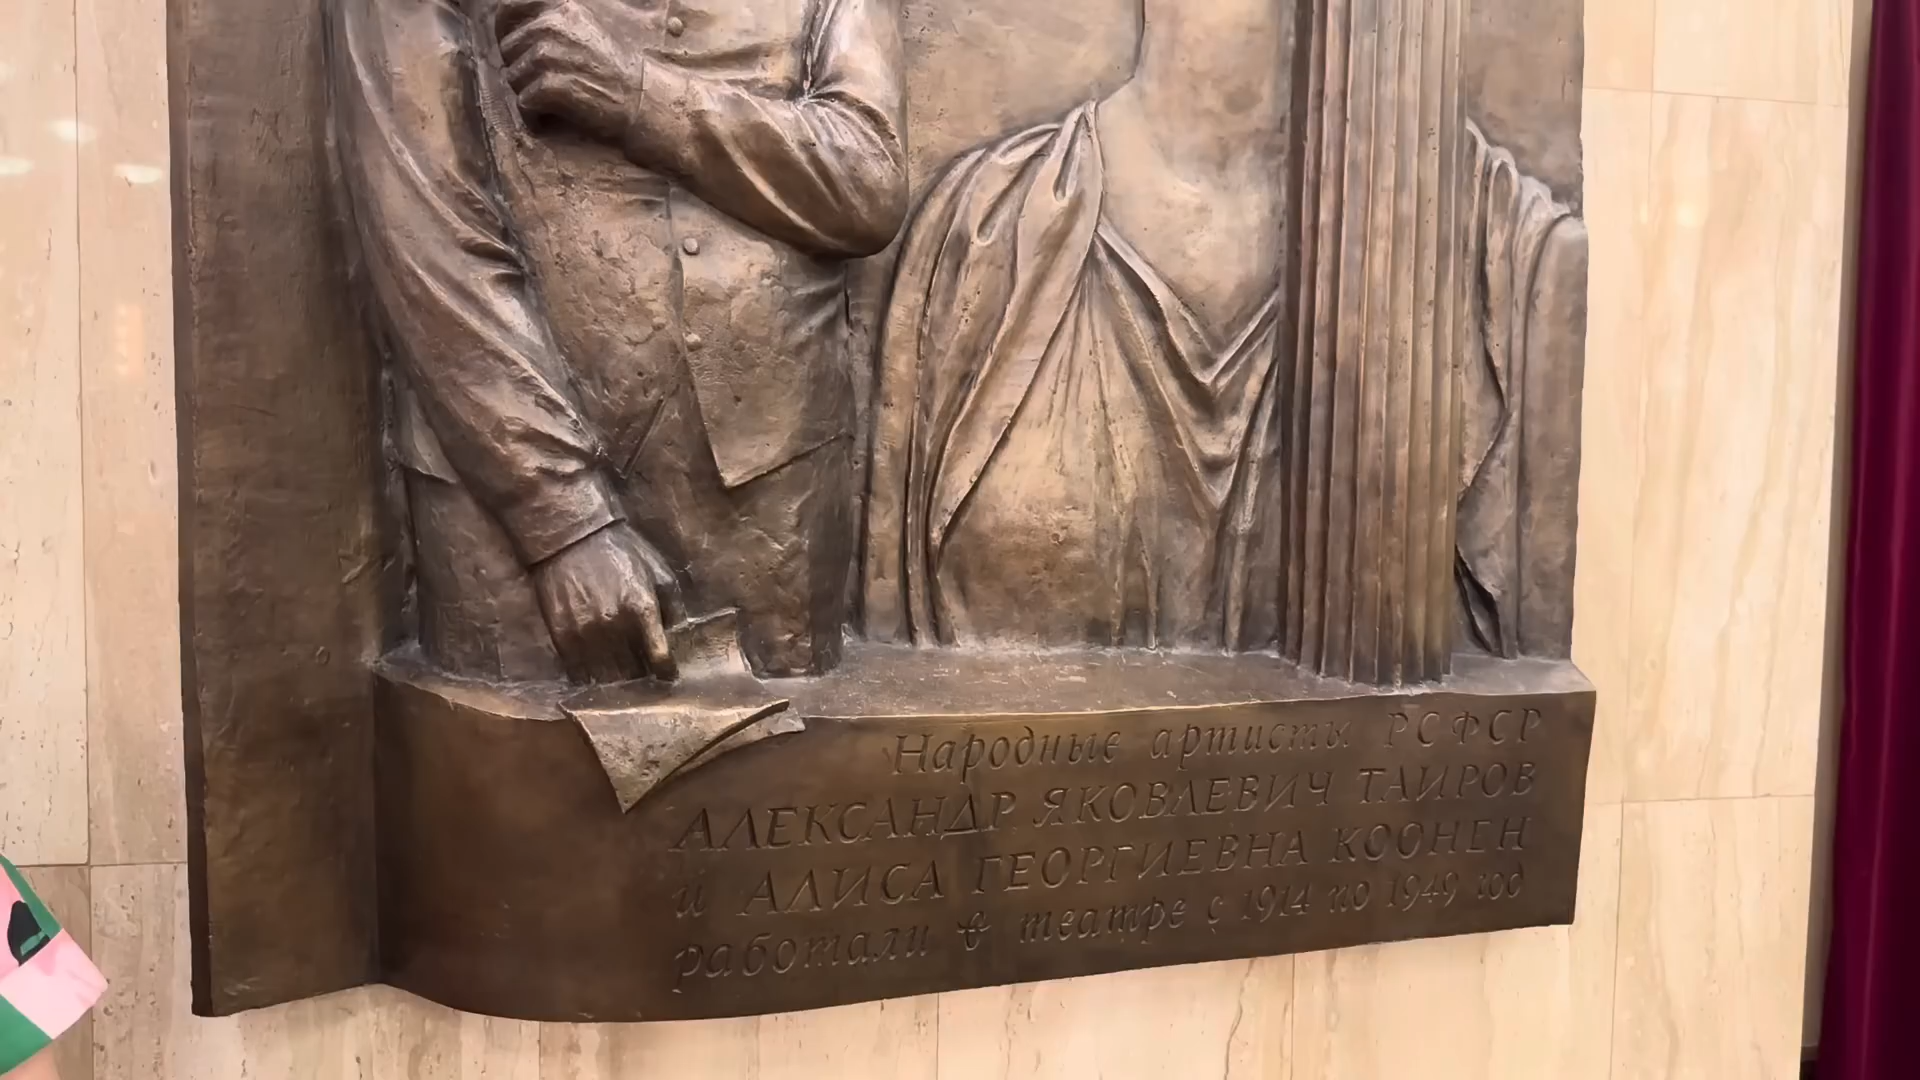 Народные артисты РСФСР
АЛЕКСАНДР ЯКОВЛЕВИЧ ТАИРОВ
и АЛИСА ГЕОРГИЕВНА КООНЕН
работали в театре с 1914 по 1949 год